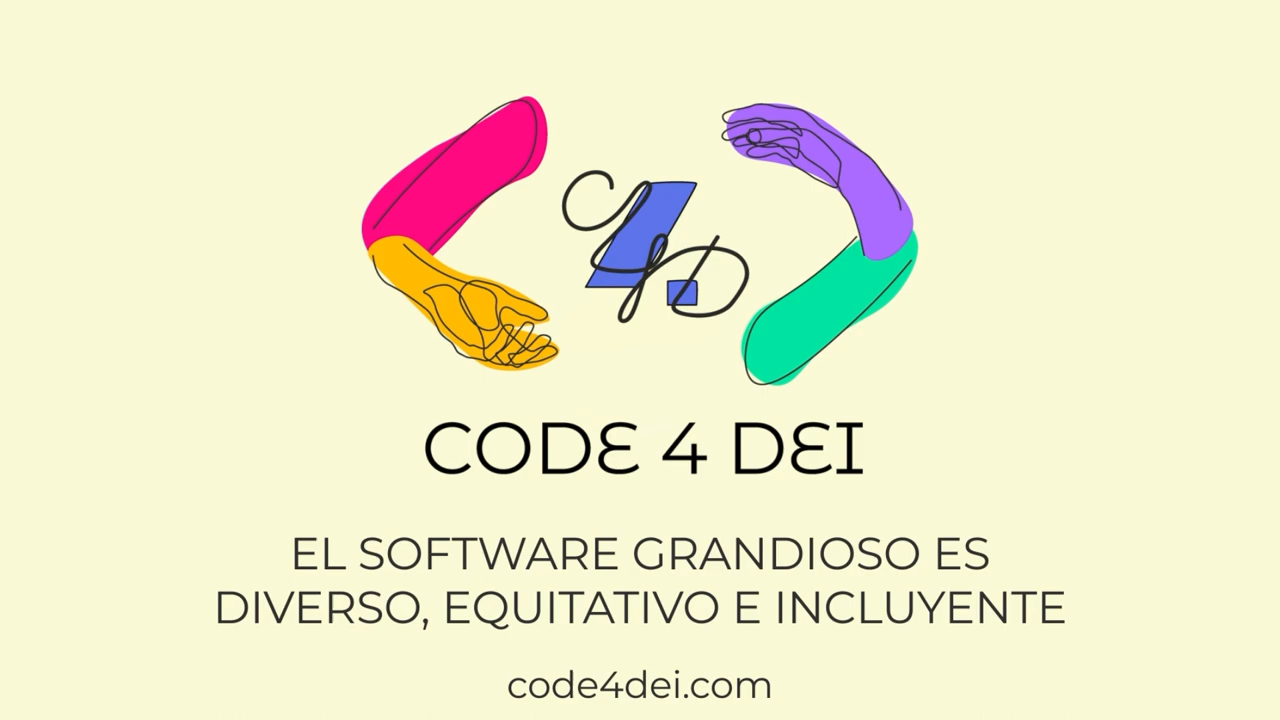 CODE 4 DEI
EL SOFTWARE GRANDIOSO ES
DIVERSO, EQUITATIVO E INCLUYENTE
code4dei.com